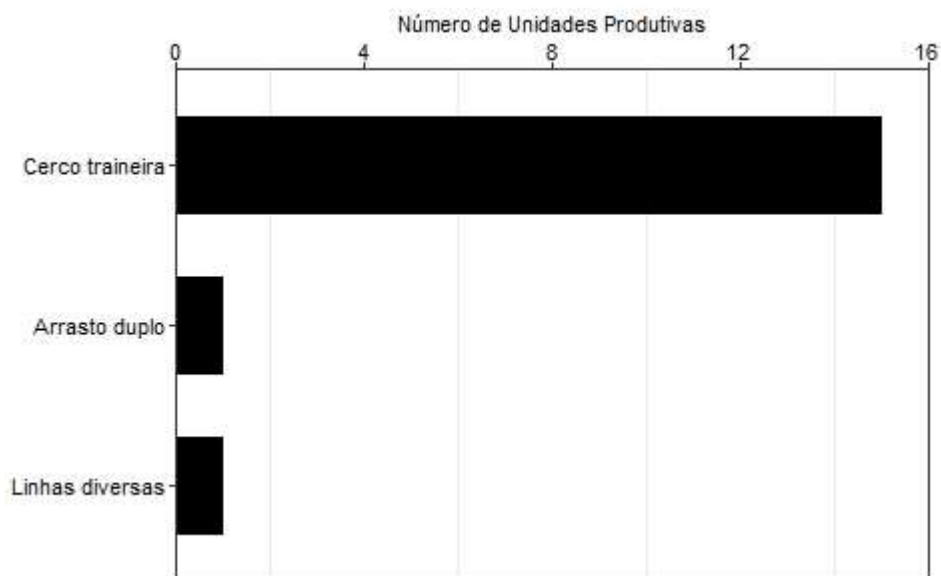 Número de Unidades Produtivas
0 4 8 12 16
Cerco traineira
Arrasto duplo
Linhas diversas